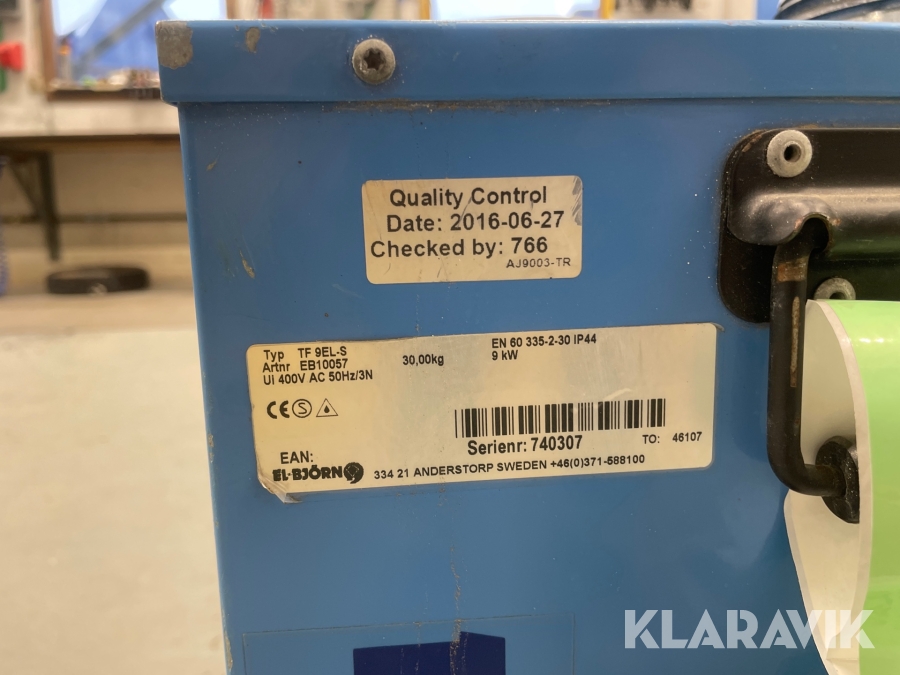 Quality Control
Date: 2016-06-27
Checked by: 766
AJ9003-TR
Typ TF 9EL-S 30,00kg EN 60 335-2-30 IP44
Artnr EB10057 9 kW
UI 400V AC 50Hz/3N
CE S
Serienr: 740307 TO: 46107
EAN:
EL-BJÖRN 334 21 ANDERSTORP SWEDEN +46(0)371-588100
KLARAVIK